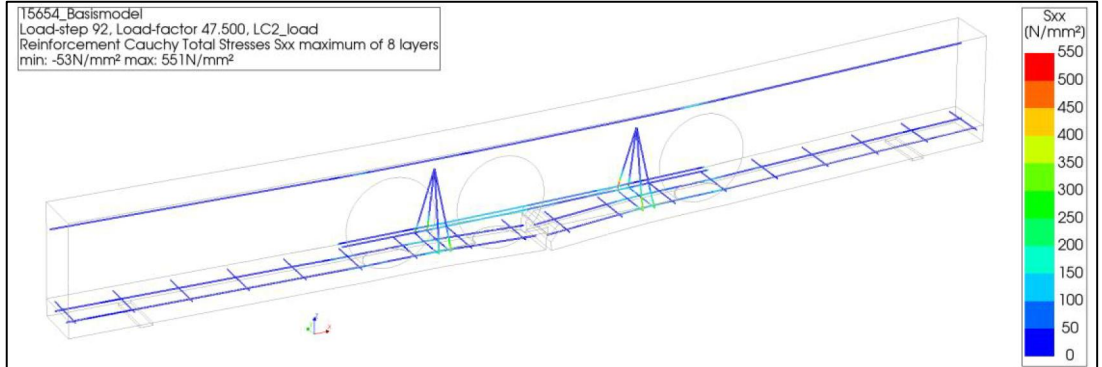 15654_Basismodel
Load-step 92, Load-factor 47.500, LC2_load
Reinforcement Cauchy Total Stresses Sxx maximum of 8 layers
min: -53N/mm² max: 551N/mm²
Sxx
(N/mm²)
550
500
450
400
350
300
250
200
150
100
50
0